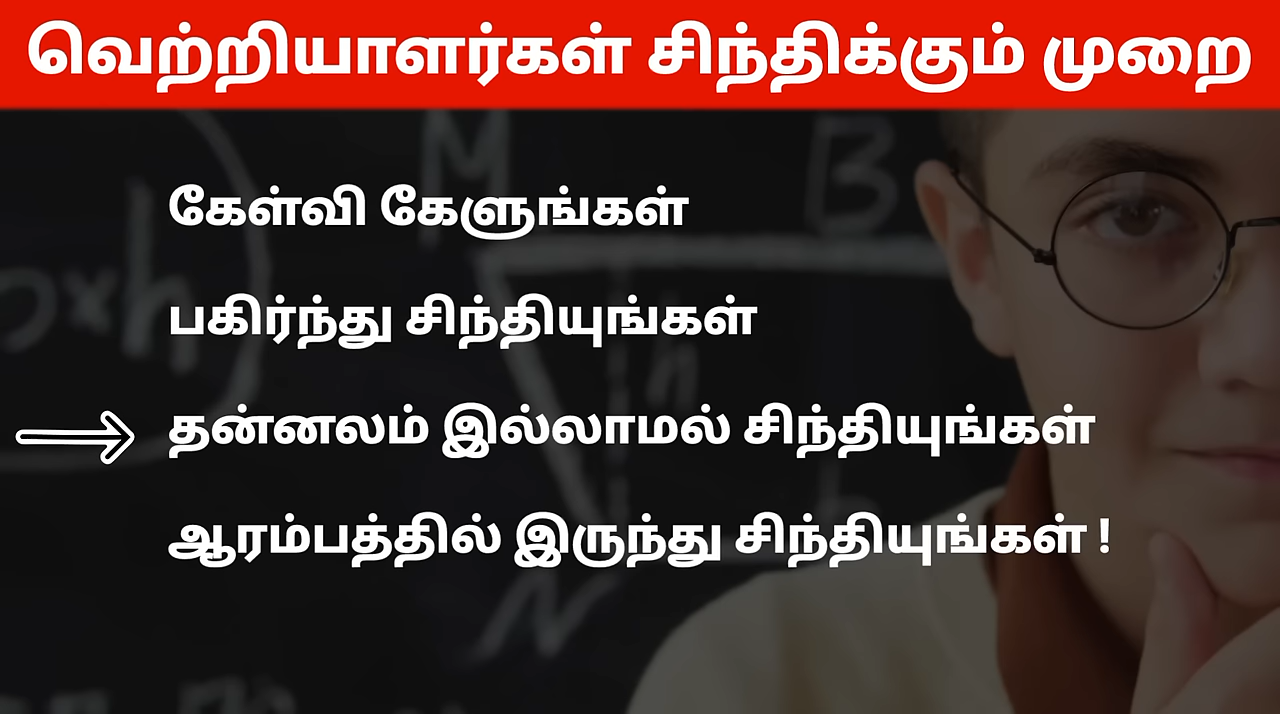 வெற்றியாளர்கள் சிந்திக்கும் முறை
கேள்வி கேளுங்கள்
பகிர்ந்து சிந்தியுங்கள்
தன்னலம் இல்லாமல் சிந்தியுங்கள்
ஆரம்பத்தில் இருந்து சிந்தியுங்கள் !
M
B
h
N